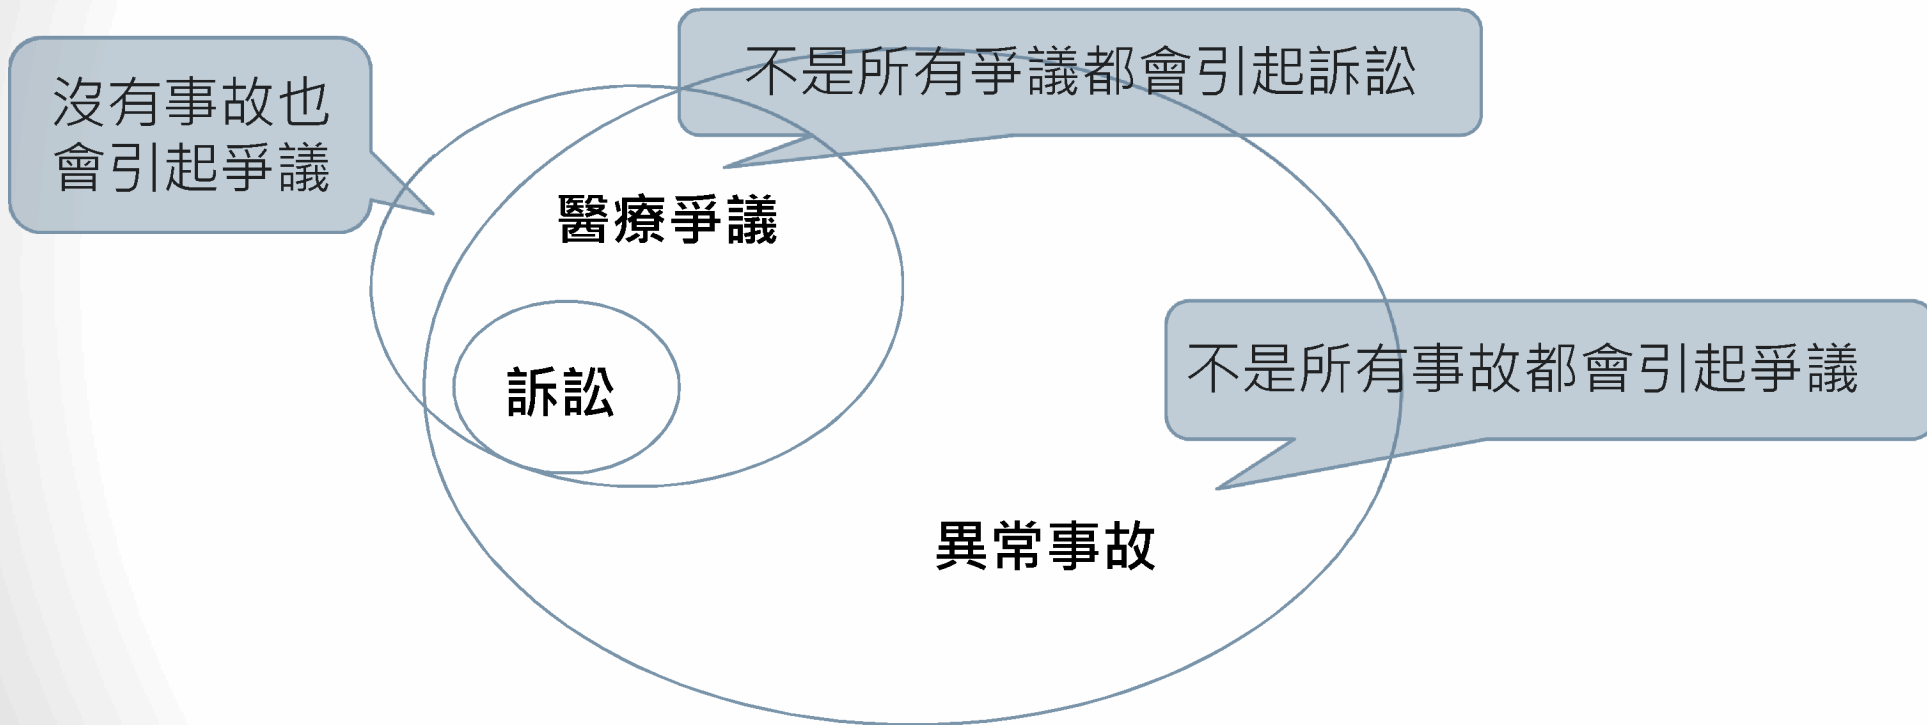 不是所有爭議都會引起訴訟
沒有事故也
會引起爭議
醫療爭議
不是所有事故都會引起爭議
訴訟
異常事故